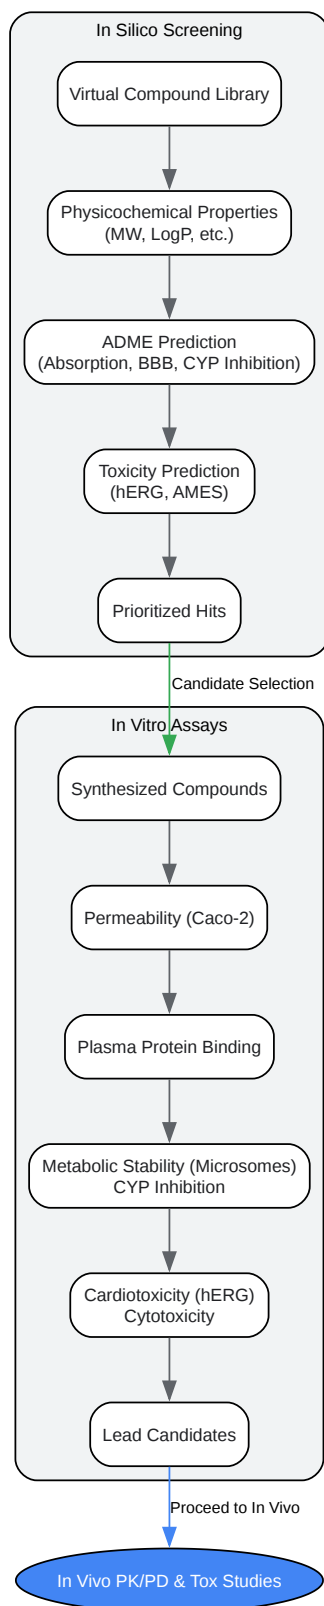 In Silico Screening
Virtual Compound Library
Physicochemical Properties
(MW, LogP, etc.)
ADME Prediction
(Absorption, BBB, CYP Inhibition)
Toxicity Prediction
(hERG, AMES)
Prioritized Hits
Candidate Selection
In Vitro Assays
Synthesized Compounds
Permeability (Caco-2)
Plasma Protein Binding
Metabolic Stability (Microsomes)
CYP Inhibition
Cardiotoxicity (hERG)
Cytotoxicity
Lead Candidates
Proceed to In Vivo
In Vivo PK/PD & Tox Studies